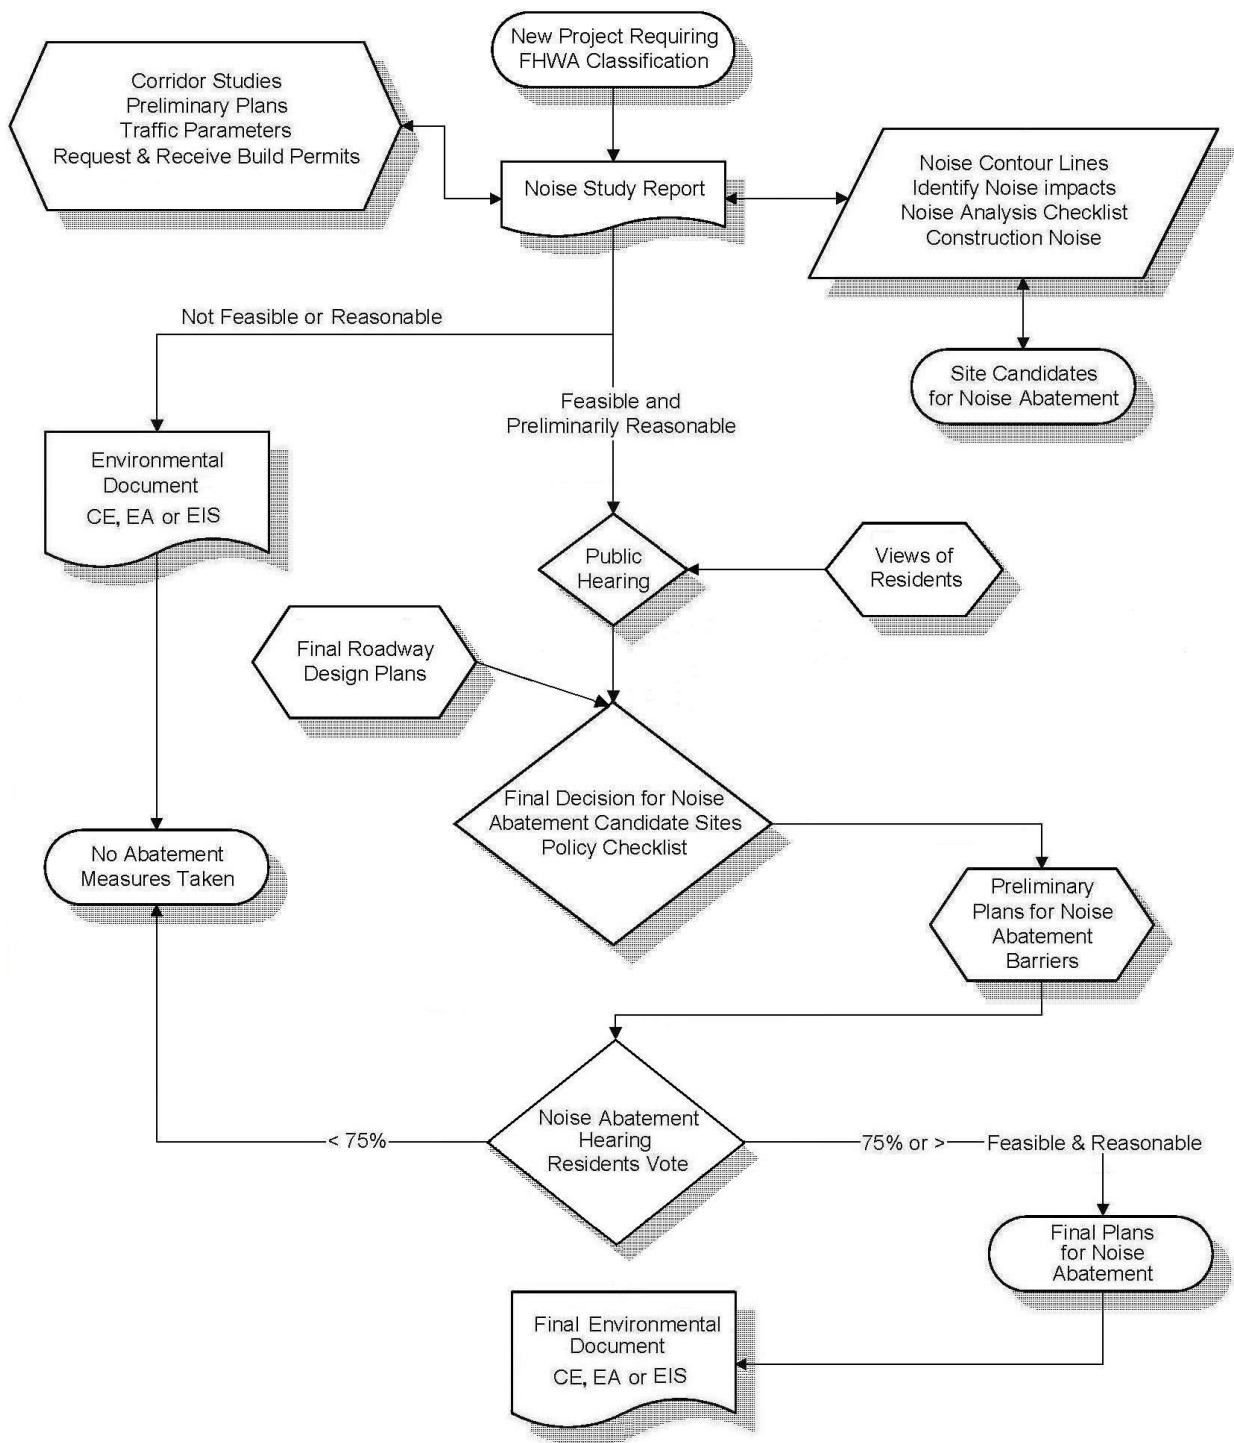 New Project Requiring
FHWA Classification
Corridor Studies
Preliminary Plans
Traffic Parameters
Request & Receive Build Permits
Noise Study Report
Noise Contour Lines
Identify Noise impacts
Noise Analysis Checklist
Construction Noise
Not Feasible or Reasonable
Site Candidates
for Noise Abatement
Feasible and
Preliminarily Reasonable
Environmental
Document
CE, EA or EIS
Public
Hearing
Views of
Residents
Final Roadway
Design Plans
Final Decision for Noise
Abatement Candidate Sites
Policy Checklist
No Abatement
Measures Taken
Preliminary
Plans for Noise
Abatement
Barriers
Noise Abatement
Hearing
Residents Vote
< 75%
75% or >
Feasible & Reasonable
Final Plans
for Noise
Abatement
Final Environmental
Document
CE, EA or EIS